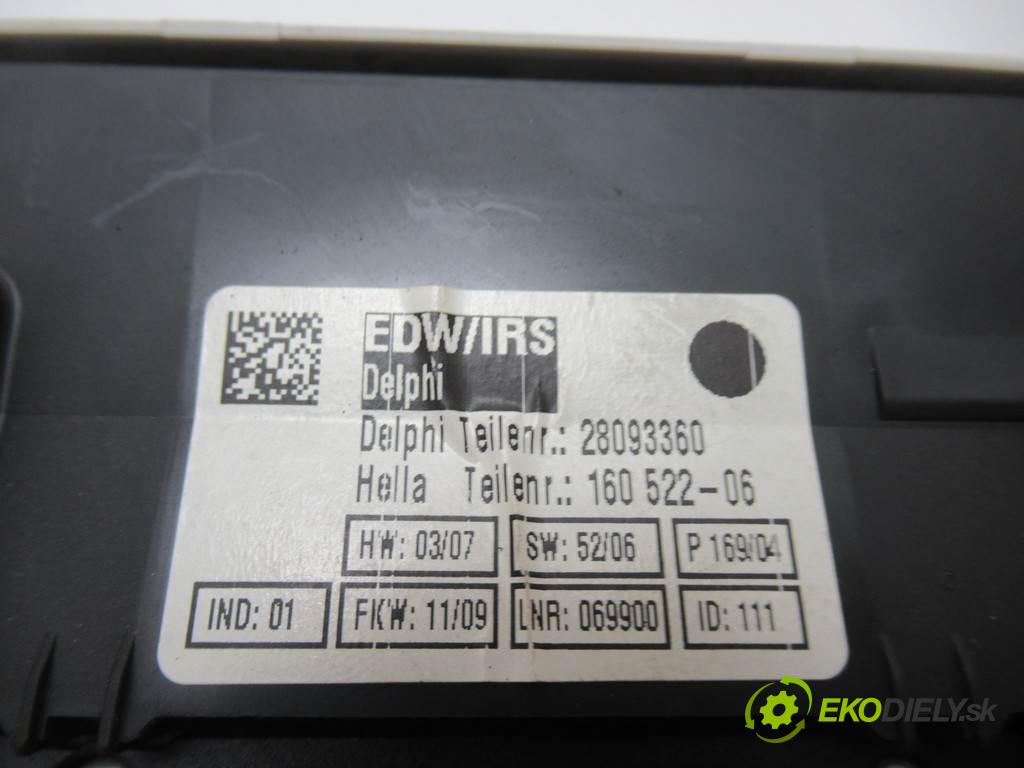 EDW/IRS
Delphi
Delphi Teilenr.: 28093360
Hella Teilenr.: 160 522-06
HW: 03/07 SW: 52/06 P 169/04
IND: 01 FKW: 11/09 LNR: 069900 ID: 111
EKODIELY.sk